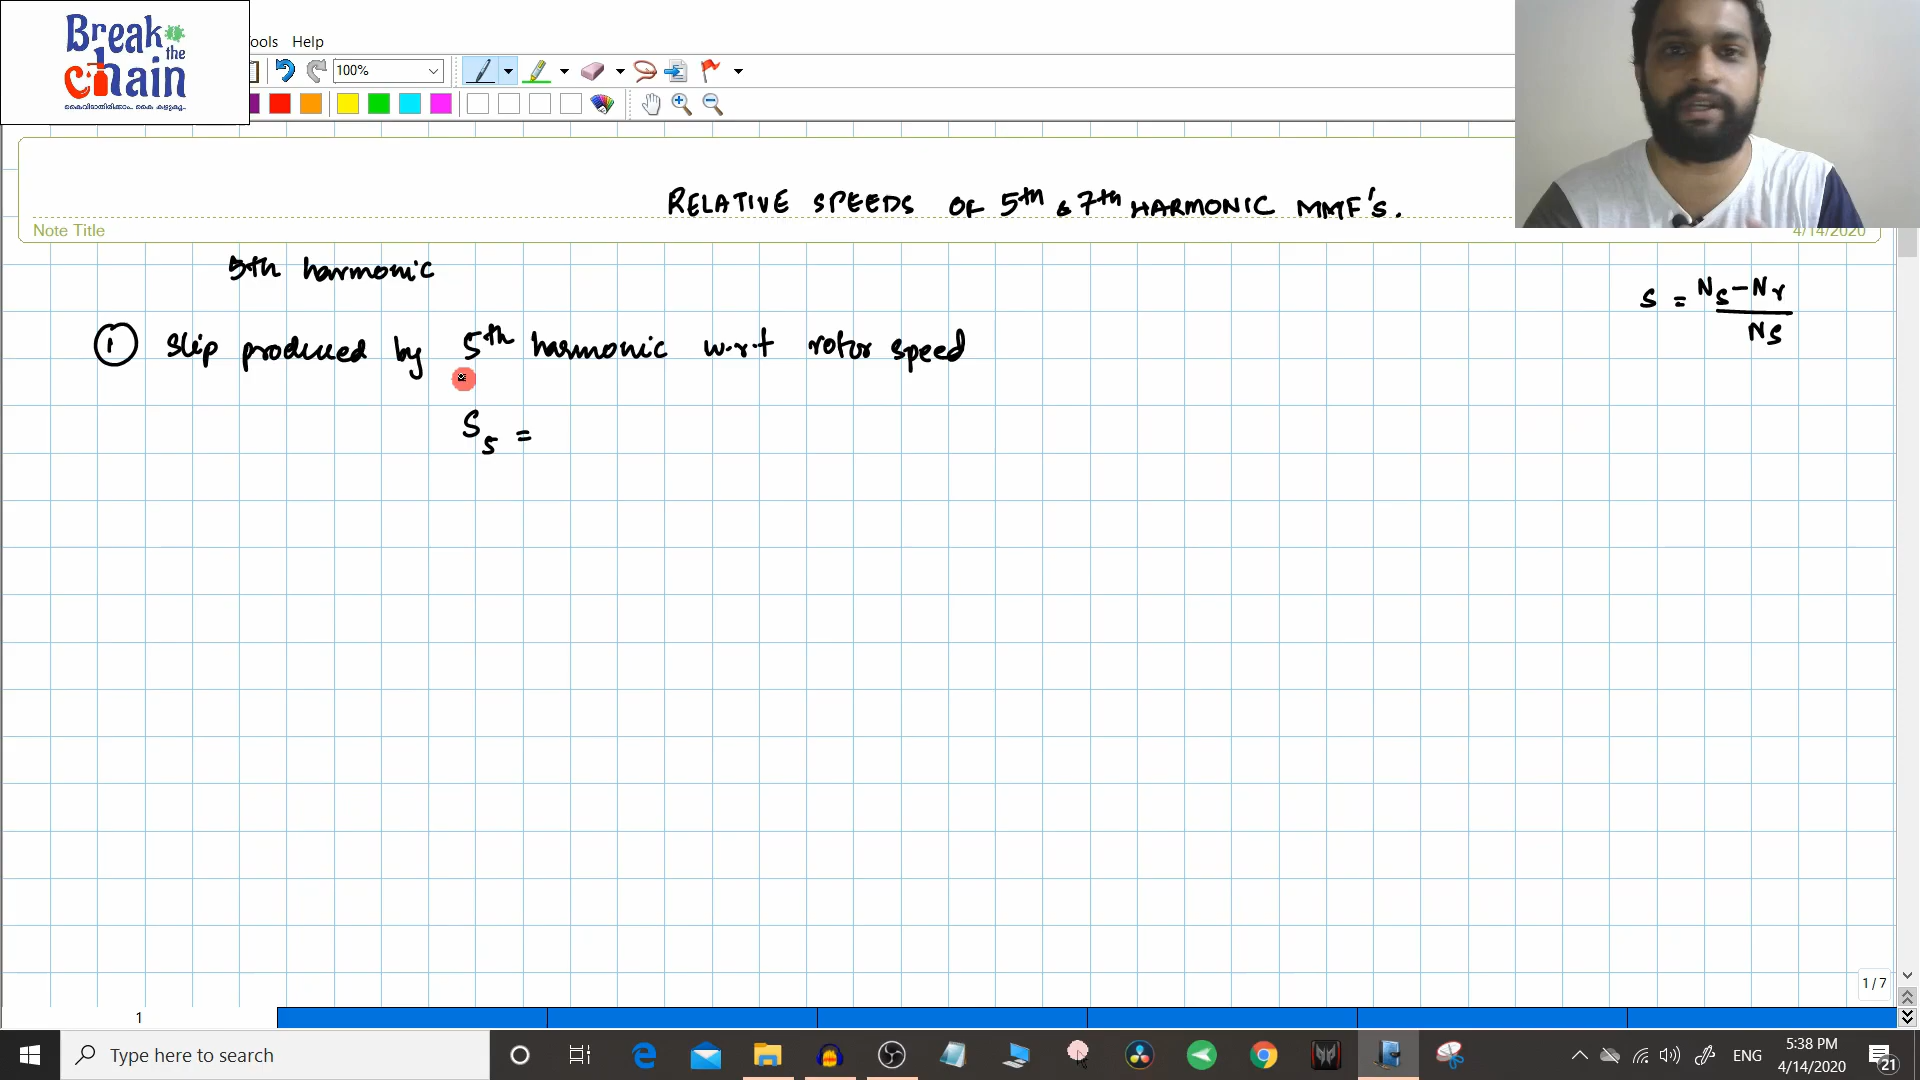 Break
the
chain
കൈവിടാതിരിക്കാം.. കൈ കഴുകൂ..
ools Help
100%
RELATIVE SPEEDS OF 5th & 7th HARMONIC MMF'S.
Note Title
4/14/2020
5th harmonic
S = Ns - Nr
Ns
1 slip produced by 5th harmonic w.r.t rotor speed
S5 =
1 / 7
1
Type here to search
ENG
5:38 PM
4/14/2020
21